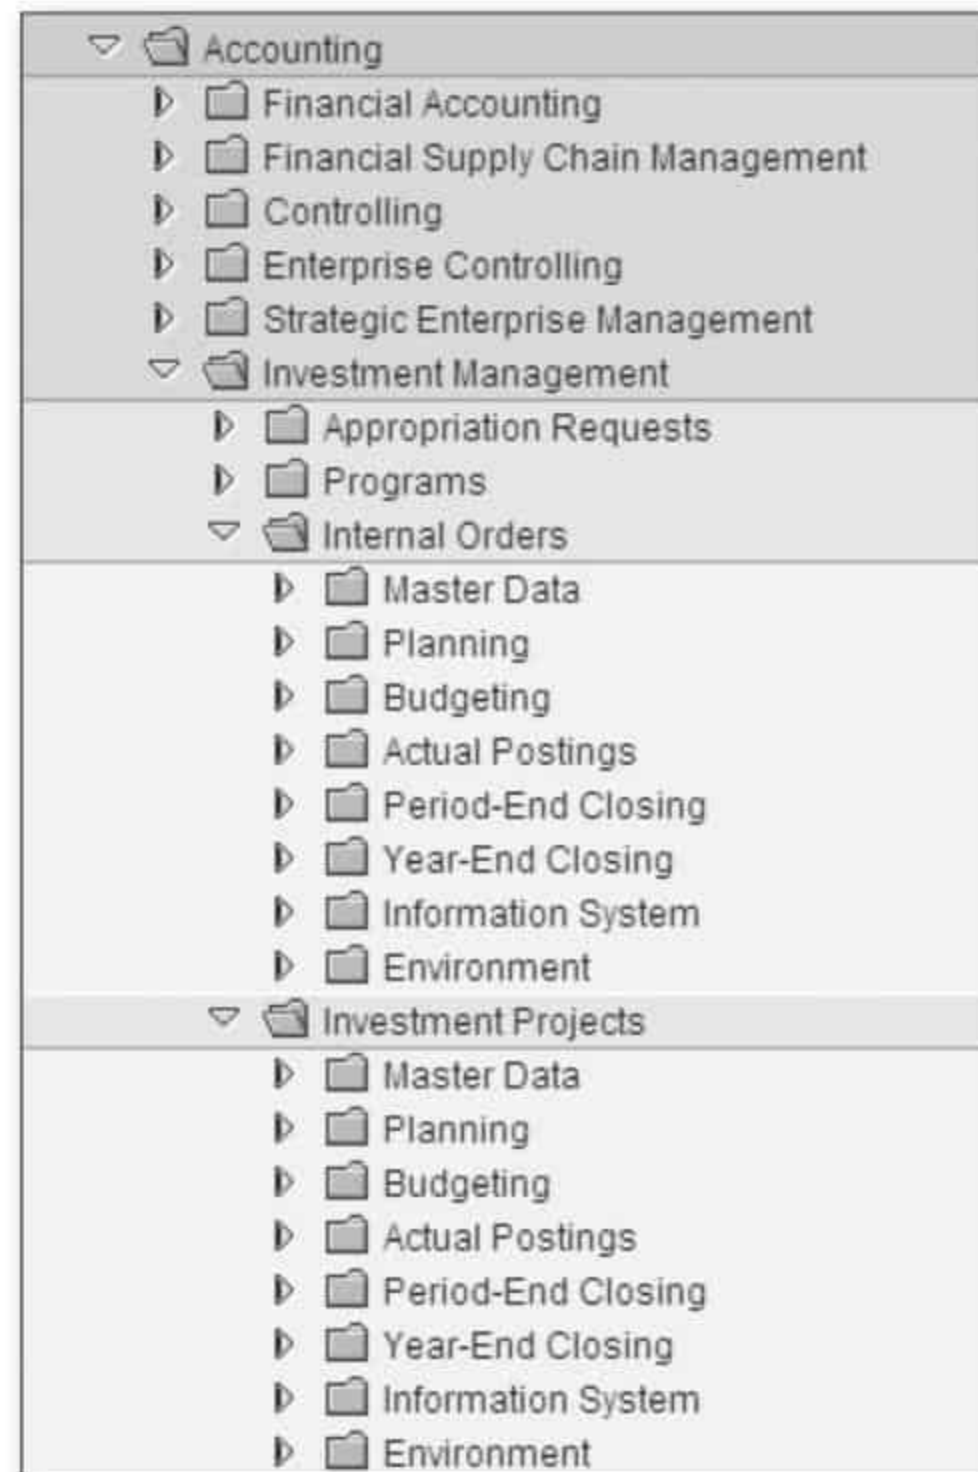 Accounting
Financial Accounting
Financial Supply Chain Management
Controlling
Enterprise Controlling
Strategic Enterprise Management
Investment Management
Appropriation Requests
Programs
Internal Orders
Master Data
Planning
Budgeting
Actual Postings
Period-End Closing
Year-End Closing
Information System
Environment
Investment Projects
Master Data
Planning
Budgeting
Actual Postings
Period-End Closing
Year-End Closing
Information System
Environment